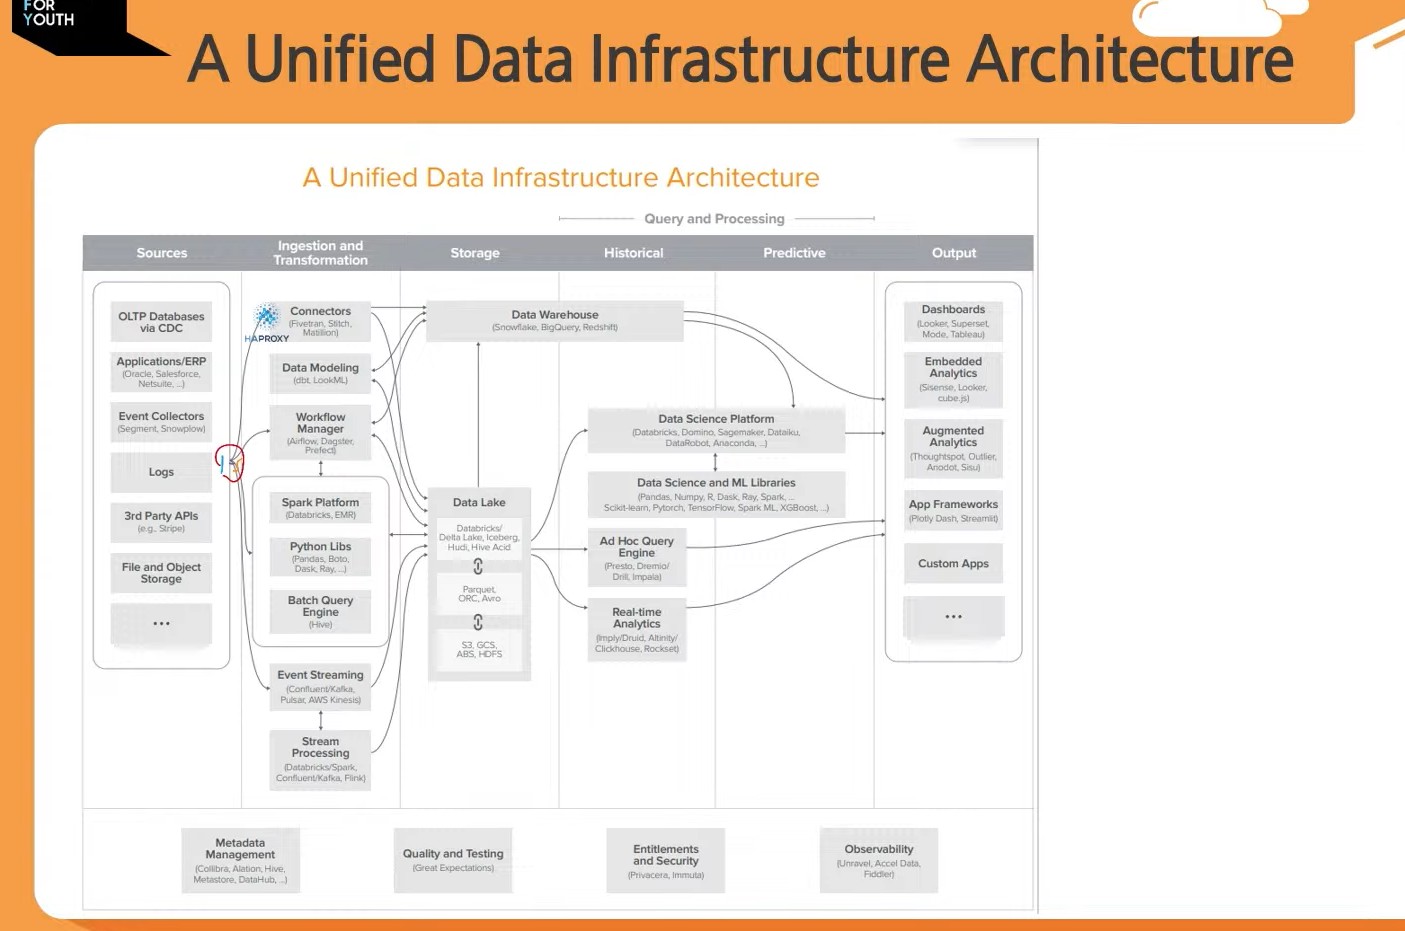 FOR
YOUTH
A Unified Data Infrastructure Architecture
A Unified Data Infrastructure Architecture
Query and Processing
Sources
Ingestion and
Transformation
Storage
Historical
Predictive
Output
OLTP Databases
via CDC
Applications/ERP
(Oracle, Salesforce,
Netsuite, ...)
Event Collectors
(Segment, Snowplow)
Logs
3rd Party APIs
(e.g., Stripe)
File and Object
Storage
...
HAPROXY
Connectors
(Fivetran, Stitch,
Matillion)
Data Modeling
(dbt, LookML)
Workflow
Manager
(Airflow, Dagster,
Prefect)
Spark Platform
(Databricks, EMR)
Python Libs
(Pandas, Boto,
Dask, Ray, ...)
Batch Query
Engine
(Hive)
Event Streaming
(Confluent/Kafka,
Pulsar, AWS Kinesis)
Stream
Processing
(Databricks/Spark,
Confluent/Kafka, Flink)
Data Warehouse
(Snowflake, BigQuery, Redshift)
Data Lake
Databricks/
Delta Lake, Iceberg,
Hudi, Hive Acid
Parquet,
ORC, Avro
S3, GCS,
ABS, HDFS
Data Science Platform
(Databricks, Domino, Sagemaker, Dataiku,
DataRobot, Anaconda, ...)
Data Science and ML Libraries
(Pandas, Numpy, R, Dask, Ray, Spark, ...
Scikit-learn, Pytorch, TensorFlow, Spark ML, XGBoost, ...)
Ad Hoc Query
Engine
(Presto, Dremio/
Drill, Impala)
Real-time
Analytics
(Imply/Druid, Altinity/
Clickhouse, Rockset)
Dashboards
(Looker, Superset,
Mode, Tableau)
Embedded
Analytics
(Sisense, Looker,
cube.js)
Augmented
Analytics
(Thoughtspot, Outlier,
Anodot, Sisu)
App Frameworks
(Plotly Dash, Streamlit)
Custom Apps
...
Metadata
Management
(Collibra, Alation, Hive,
Metastore, DataHub, ...)
Quality and Testing
(Great Expectations)
Entitlements
and Security
(Privacera, Immuta)
Observability
(Unravel, Accel Data,
Fiddler)